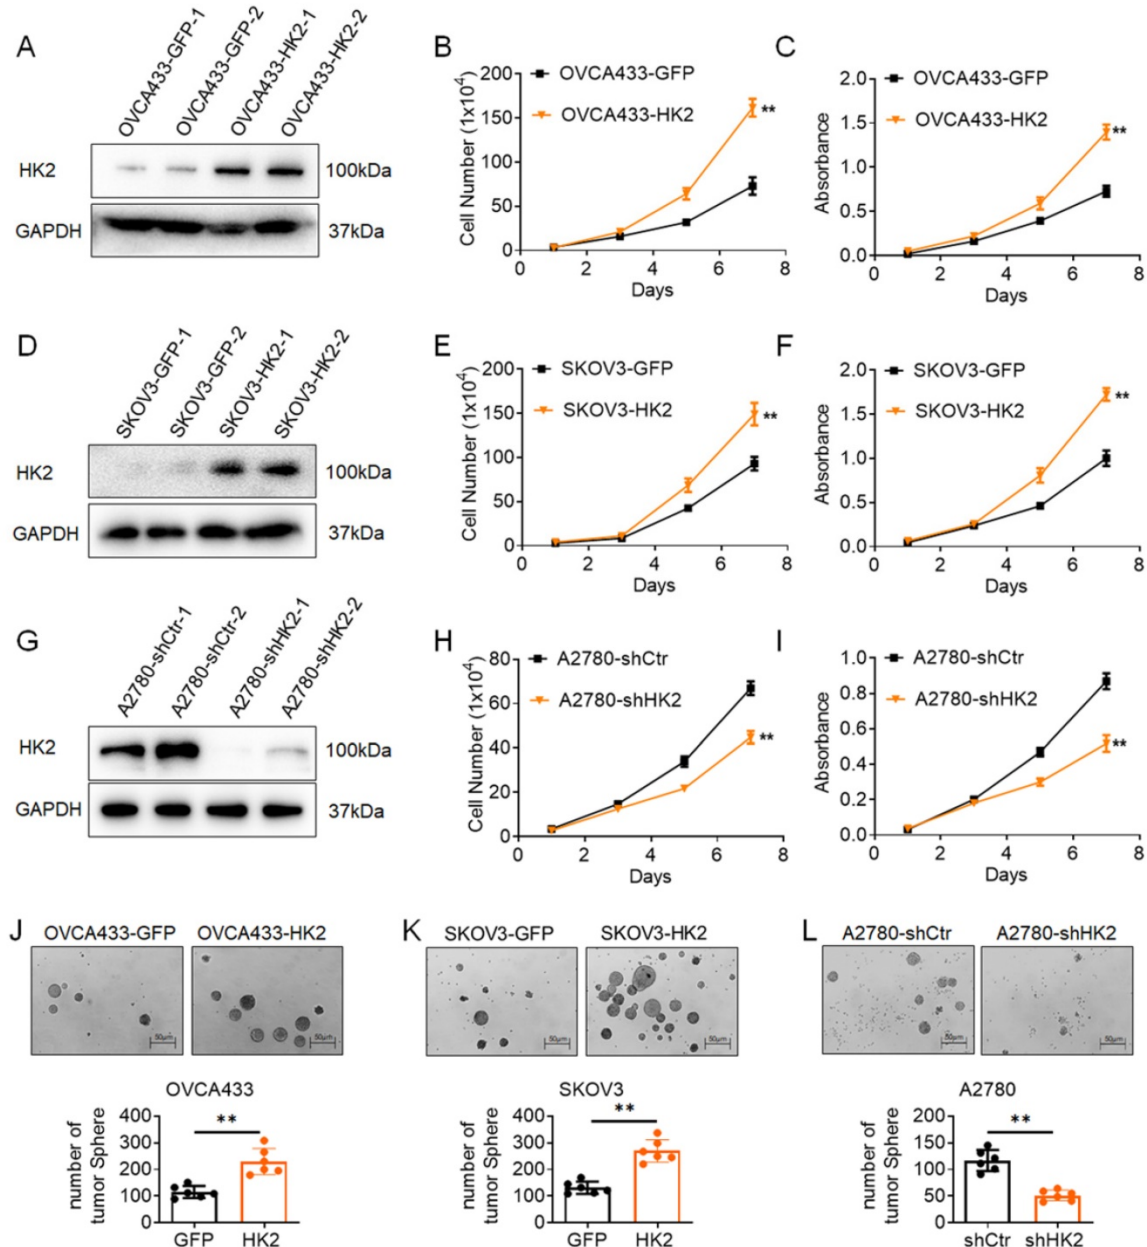 A
OVCA433-GFP-1
OVCA433-GFP-2
OVCA433-HK2-1
OVCA433-HK2-2
HK2
100kDa
GAPDH
37kDa
B
OVCA433-GFP
OVCA433-HK2
Cell Number (1x10⁴)
200
150
100
50
0
**
0 2 4 6 8
Days
C
OVCA433-GFP
OVCA433-HK2
Absorbance
2.0
1.5
1.0
0.5
0.0
**
0 2 4 6 8
Days
D
SKOV3-GFP-1
SKOV3-GFP-2
SKOV3-HK2-1
SKOV3-HK2-2
HK2
100kDa
GAPDH
37kDa
E
SKOV3-GFP
SKOV3-HK2
Cell Number (1x10⁴)
200
150
100
50
0
**
0 2 4 6 8
Days
F
SKOV3-GFP
SKOV3-HK2
Absorbance
2.0
1.5
1.0
0.5
0.0
**
0 2 4 6 8
Days
G
A2780-shCtr-1
A2780-shCtr-2
A2780-shHK2-1
A2780-shHK2-2
HK2
100kDa
GAPDH
37kDa
H
A2780-shCtr
A2780-shHK2
Cell Number (1x10⁴)
80
60
40
20
0
**
0 2 4 6 8
Days
I
A2780-shCtr
A2780-shHK2
Absorbance
1.0
0.8
0.6
0.4
0.2
0.0
**
0 2 4 6 8
Days
J
OVCA433-GFP OVCA433-HK2
50μm 50μm
OVCA433
number of
tumor Sphere
400
300
200
100
0
**
GFP HK2
K
SKOV3-GFP SKOV3-HK2
50μm 50μm
SKOV3
number of
tumor Sphere
400
300
200
100
0
**
GFP HK2
L
A2780-shCtr A2780-shHK2
50μm 50μm
A2780
number of
tumor Sphere
200
150
100
50
0
**
shCtr shHK2